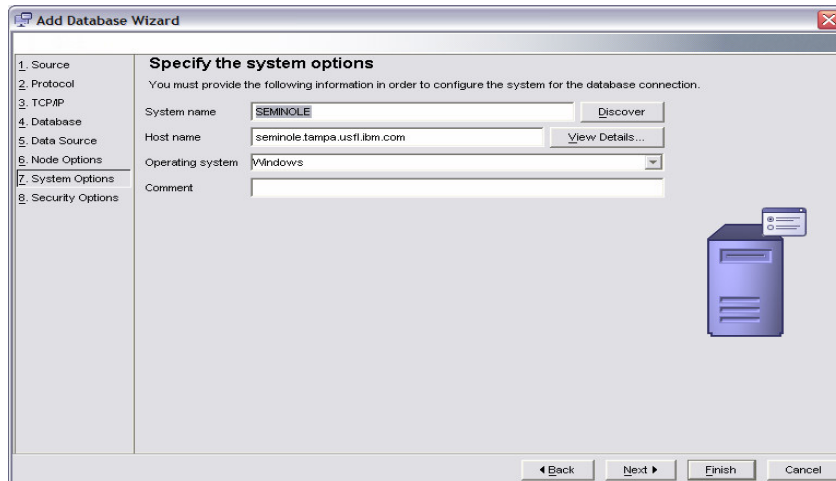 Add Database Wizard
1. Source
2. Protocol
3. TCP/IP
4. Database
5. Data Source
6. Node Options
7. System Options
8. Security Options
Specify the system options
You must provide the following information in order to configure the system for the database connection.
System name SEMINOLE Discover
Host name seminole.tampa.usfl.ibm.com View Details...
Operating system Windows
Comment
Back Next Finish Cancel